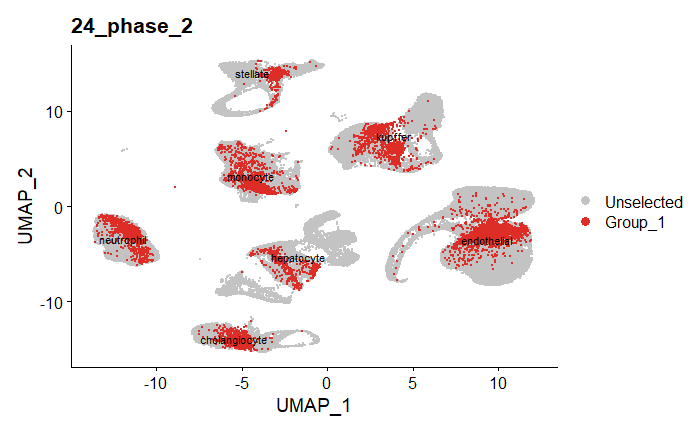 24_phase_2
UMAP_2
10
0
-10
stellate
kupffer
monocyte
neutrophil
hepatocyte
endothelial
cholangiocyte
-10
-5
0
5
10
UMAP_1
Unselected
Group_1